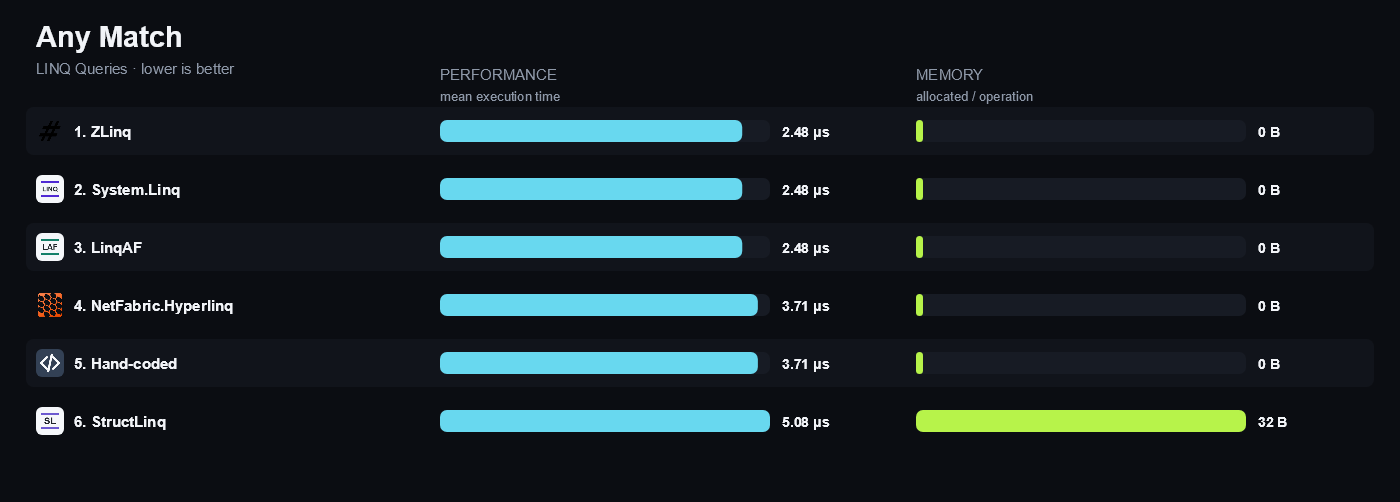 Any Match
LINQ Queries · lower is better
PERFORMANCE
mean execution time
MEMORY
allocated / operation
# 1. ZLinq 2.48 µs 0 B
LINQ 2. System.Linq 2.48 µs 0 B
LAF 3. LinqAF 2.48 µs 0 B
4. NetFabric.Hyperlinq 3.71 µs 0 B
</> 5. Hand-coded 3.71 µs 0 B
SL 6. StructLinq 5.08 µs 32 B